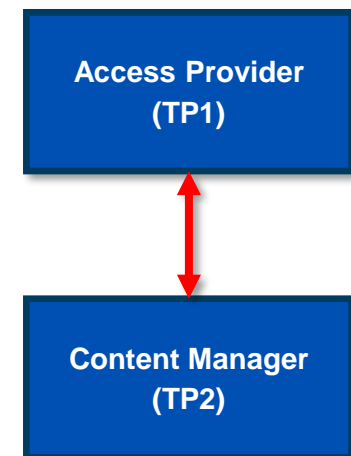 Access Provider
(TP1)
Content Manager
(TP2)